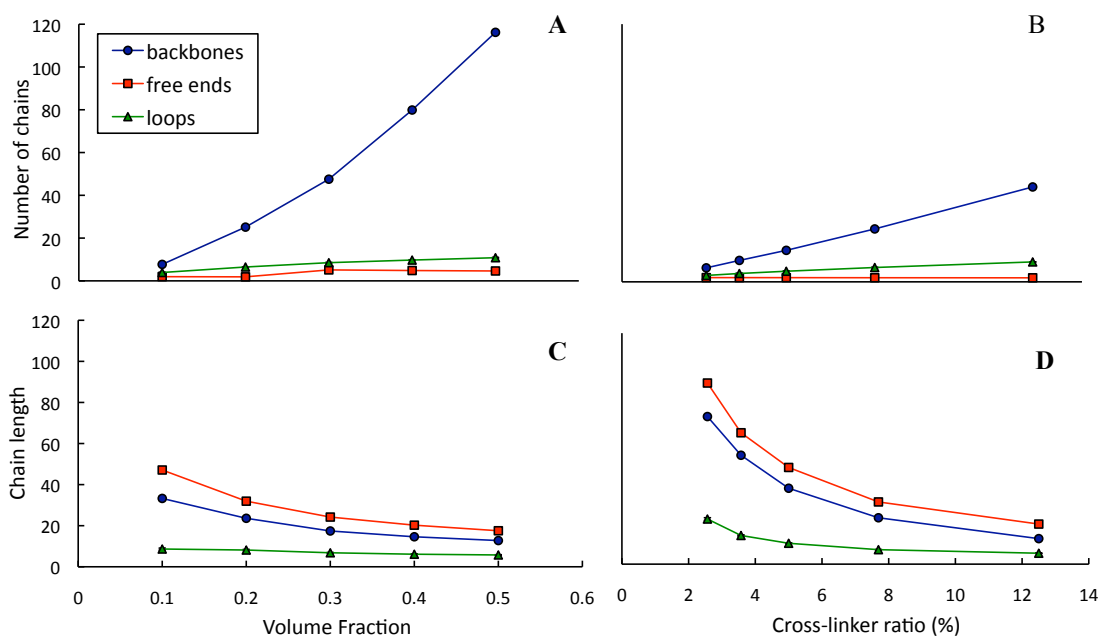 A
B
backbones
free ends
loops
Number of chains
120
100
80
60
40
20
0
C
D
Chain length
120
100
80
60
40
20
0
0 0.1 0.2 0.3 0.4 0.5 0.6
0 2 4 6 8 10 12 14
Volume Fraction
Cross-linker ratio (%)